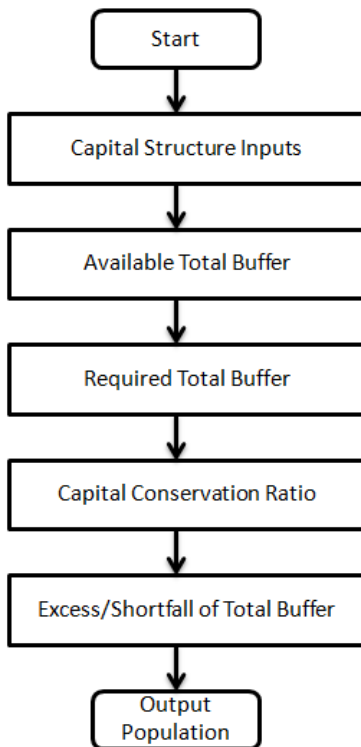 Start
Capital Structure Inputs
Available Total Buffer
Required Total Buffer
Capital Conservation Ratio
Excess/Shortfall of Total Buffer
Output
Population